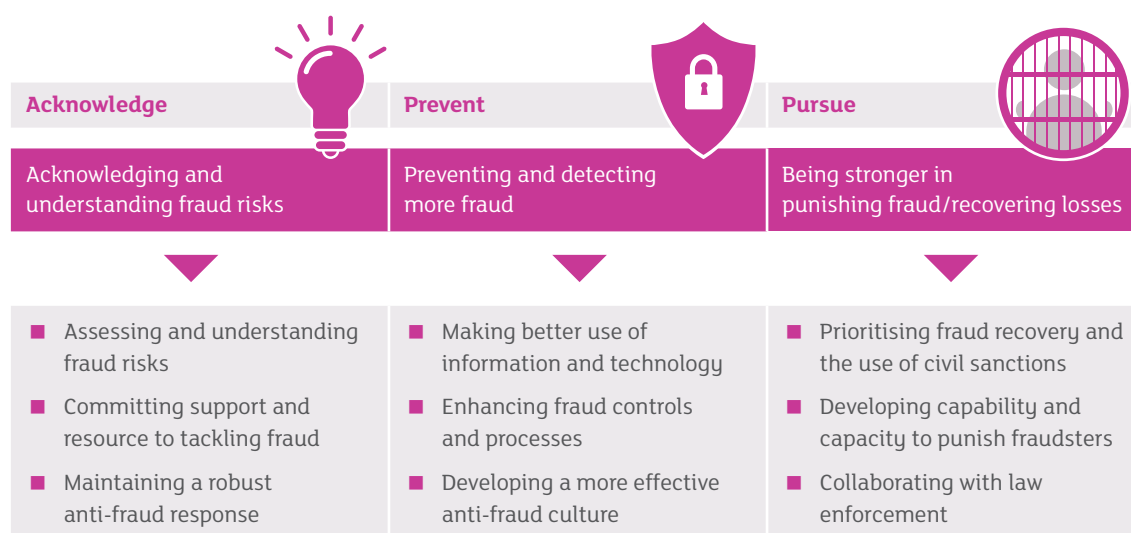 Acknowledge
Prevent
Pursue
Acknowledging and
understanding fraud risks
Preventing and detecting
more fraud
Being stronger in
punishing fraud/recovering losses
Assessing and understanding
fraud risks
Committing support and
resource to tackling fraud
Maintaining a robust
anti-fraud response
Making better use of
information and technology
Enhancing fraud controls
and processes
Developing a more effective
anti-fraud culture
Prioritising fraud recovery and
the use of civil sanctions
Developing capability and
capacity to punish fraudsters
Collaborating with law
enforcement